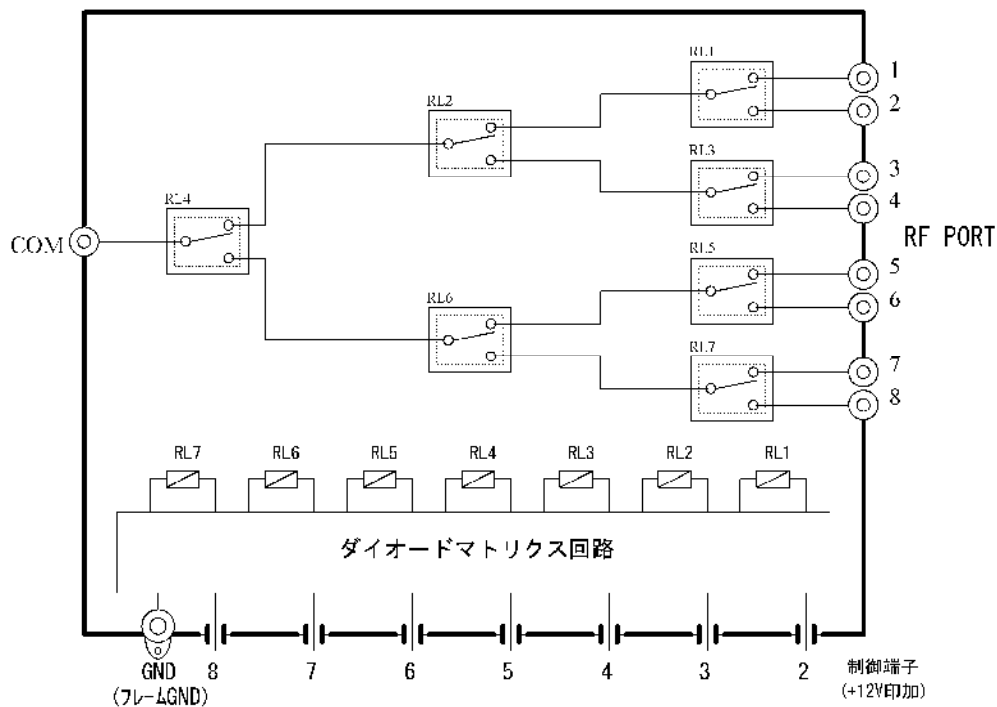 RL1
1
RL2
2
RL3
3
RL4
4
COM
RF PORT
RL5
5
RL6
6
RL7
7
8
RL7 RL6 RL5 RL4 RL3 RL2 RL1
ダイオードマトリクス回路
GND 8 7 6 5 4 3 2 制御端子
(フレームGND) (+12V印加)